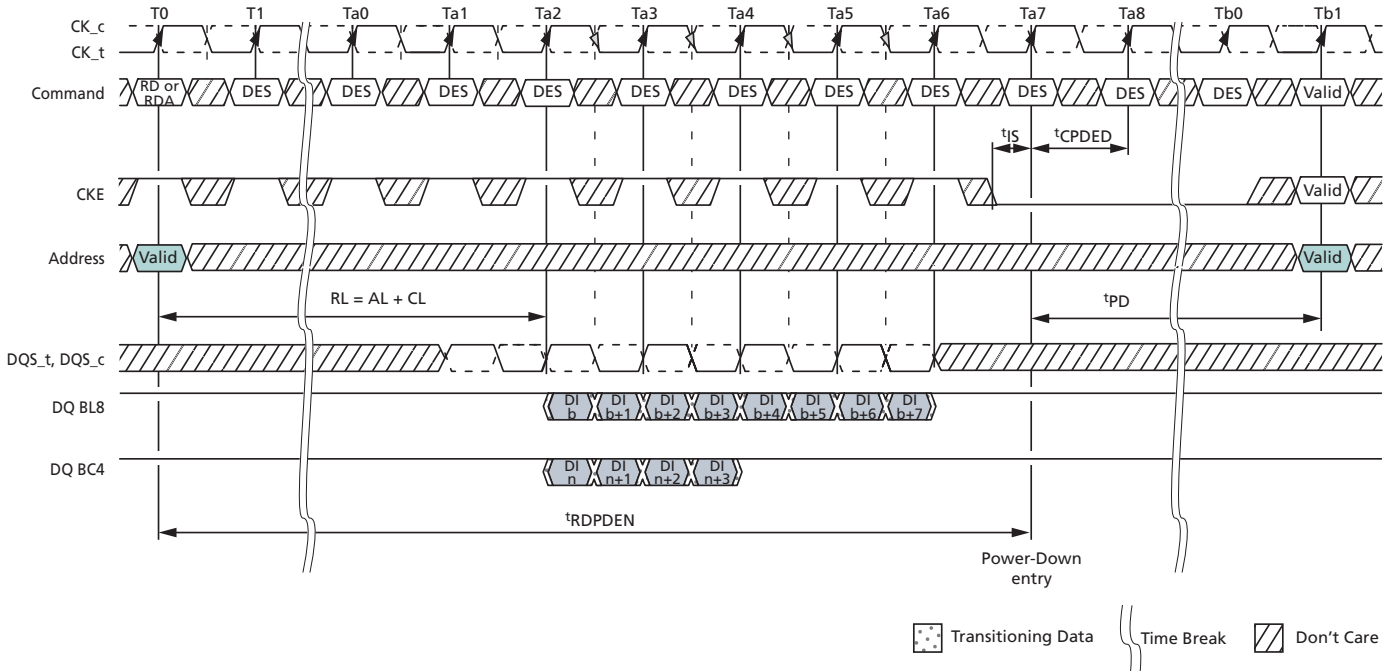 T0 T1 Ta0 Ta1 Ta2 Ta3 Ta4 Ta5 Ta6 Ta7 Ta8 Tb0 Tb1
CK_c
CK_t
Command RD or RDA DES DES DES DES DES DES DES DES DES DES DES Valid
tIS tCPDED
CKE Valid
Address Valid Valid
RL = AL + CL tPD
DQS_t, DQS_c
DQ BL8 DI b DI b+1 DI b+2 DI b+3 DI b+4 DI b+5 DI b+6 DI b+7
DQ BC4 DI n DI n+1 DI n+2 DI n+3
tRDPDEN
Power-Down
entry
Transitioning Data Time Break Don't Care